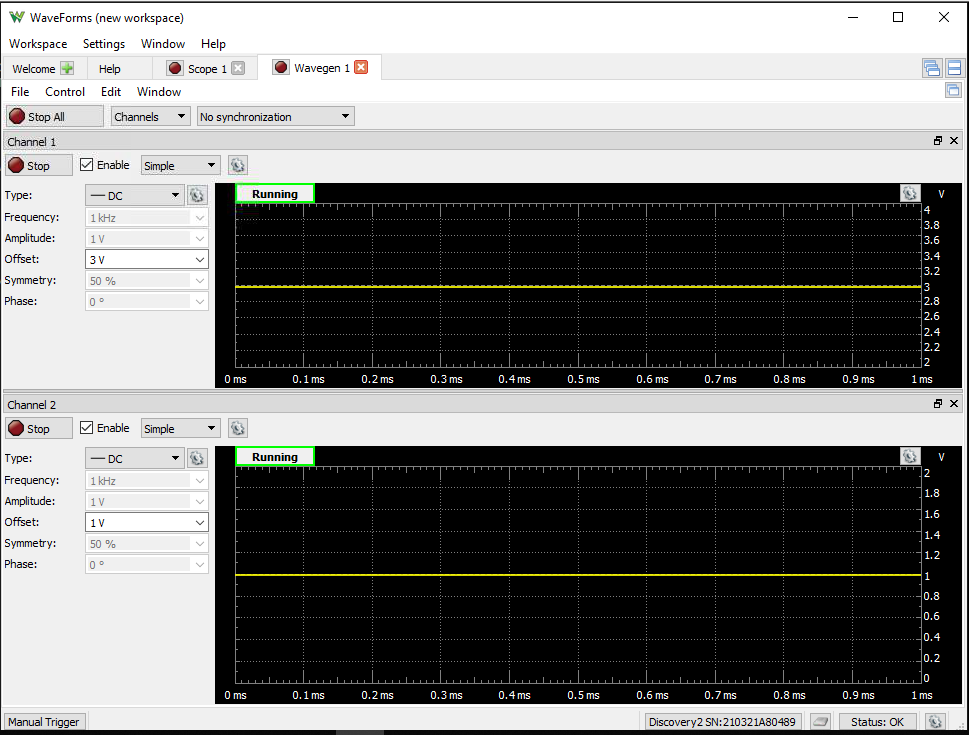 WaveForms (new workspace)
Workspace Settings Window Help
Welcome Help Scope 1 Wavegen 1
File Control Edit Window
Stop All Channels No synchronization
Channel 1
Stop Enable Simple
Type: DC
Frequency: 1 kHz
Amplitude: 1 V
Offset: 3 V
Symmetry: 50 %
Phase: 0 °
Running V
4
3.8
3.6
3.4
3.2
3
2.8
2.6
2.4
2.2
2
0 ms 0.1 ms 0.2 ms 0.3 ms 0.4 ms 0.5 ms 0.6 ms 0.7 ms 0.8 ms 0.9 ms 1 ms
Channel 2
Stop Enable Simple
Type: DC
Frequency: 1 kHz
Amplitude: 1 V
Offset: 1 V
Symmetry: 50 %
Phase: 0 °
Running V
2
1.8
1.6
1.4
1.2
1
0.8
0.6
0.4
0.2
0
0 ms 0.1 ms 0.2 ms 0.3 ms 0.4 ms 0.5 ms 0.6 ms 0.7 ms 0.8 ms 0.9 ms 1 ms
Manual Trigger Discovery2 SN:210321A80489 Status: OK